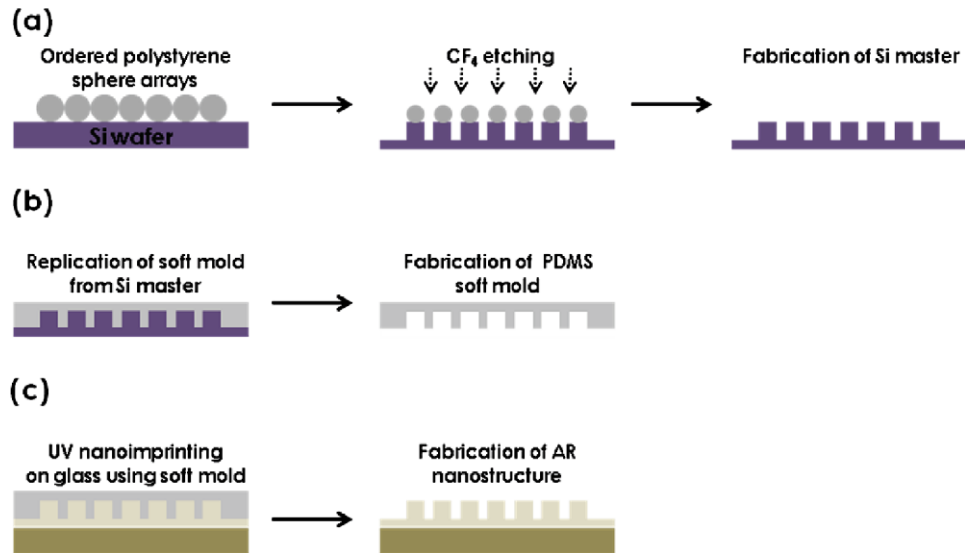 (a)
Ordered polystyrene
sphere arrays
Si wafer
CF₄ etching
Fabrication of Si master
(b)
Replication of soft mold
from Si master
Fabrication of PDMS
soft mold
(c)
UV nanoimprinting
on glass using soft mold
Fabrication of AR
nanostructure